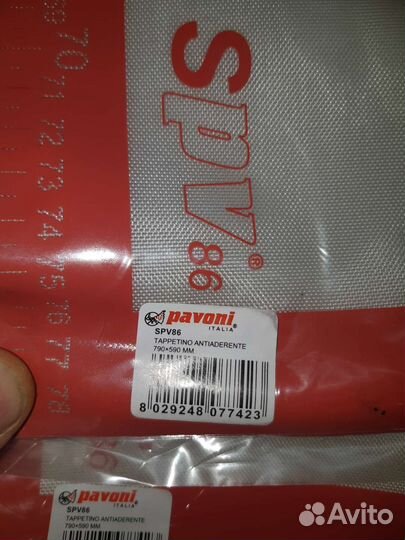 70 71 72 73 74 75 76 77 78
spv
86®
pavoni
ITALIA®
SPV86
TAPPETINO ANTIADERENTE
790×590 MM
8 029248 077423
pavoni
ITALIA®
SPV86
TAPPETINO ANTIADERENTE
790×590 MM
Avito